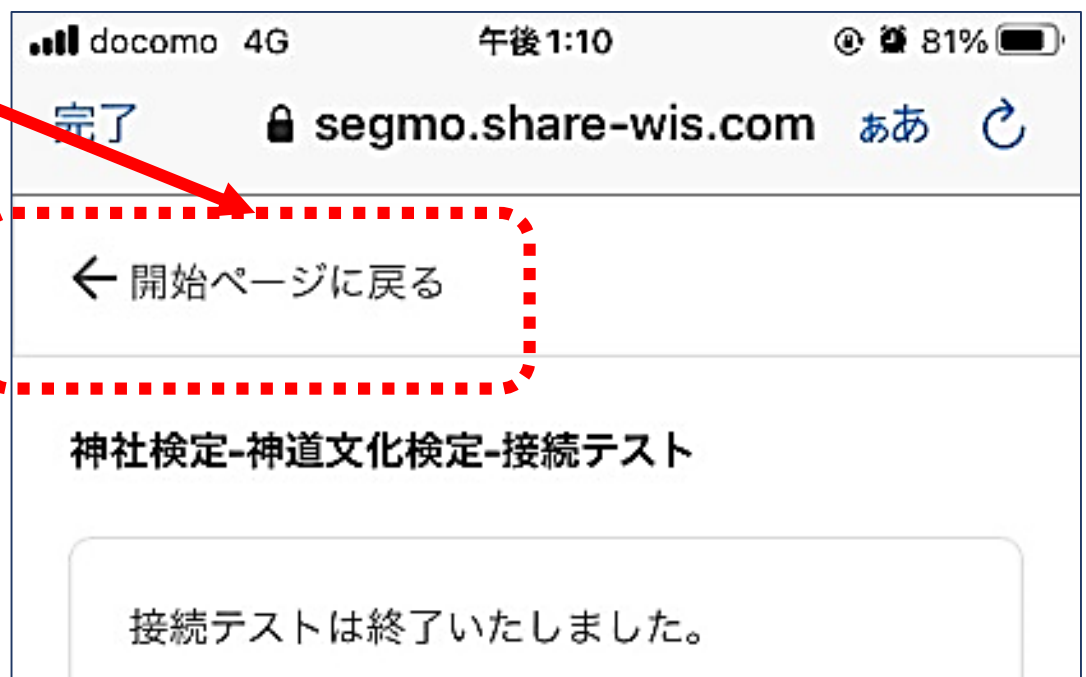 docomo 4G 午後1:10 81%
完了 segmo.share-wis.com ぁあ
← 開始ページに戻る
神社検定-神道文化検定-接続テスト
接続テストは終了いたしました。